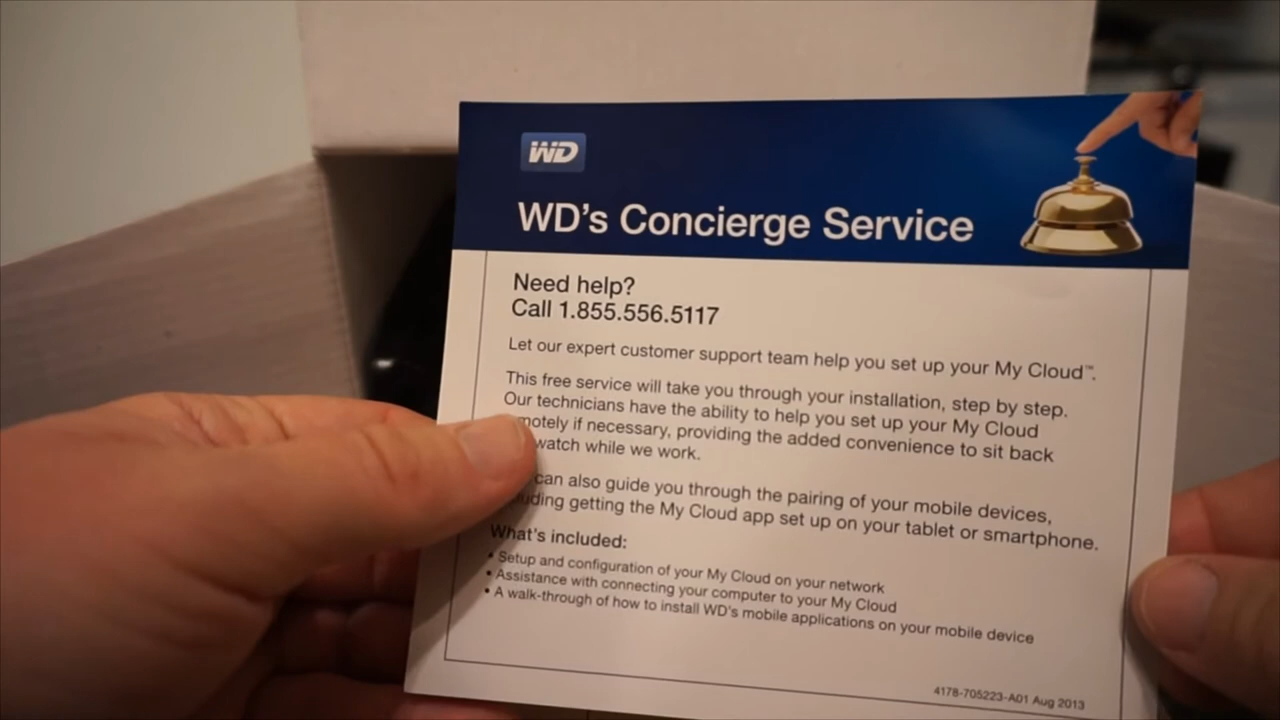 WD
WD's Concierge Service
Need help?
Call 1.855.556.5117
Let our expert customer support team help you set up your My Cloud™.
This free service will take you through your installation, step by step.
Our technicians have the ability to help you set up your My Cloud
motely if necessary, providing the added convenience to sit back
watch while we work.
can also guide you through the pairing of your mobile devices,
uding getting the My Cloud app set up on your tablet or smartphone.
What's included:
• Setup and configuration of your My Cloud on your network
• Assistance with connecting your computer to your My Cloud
• A walk-through of how to install WD's mobile applications on your mobile device
4178-705223-A01 Aug 2013